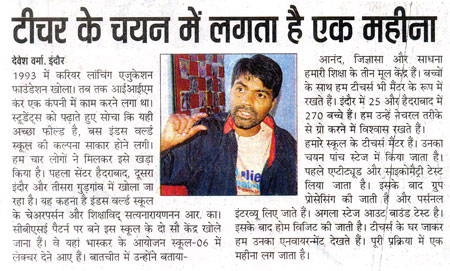 टीचर के चयन में लगता है एक महीना
देवेश वर्मा. इंदौर
1993 में करियर लांचिंग एजुकेशन
फाउंडेशन खोला। तब तक आईआईएम
कर एक कंपनी में काम करने लगा था।
स्टूडेंट्स को पढ़ाते हुए सोचा कि यही
अच्छा फील्ड है, बस इंडस वर्ल्ड
स्कूल की कल्पना साकार होने लगी।
हम चार लोगों ने मिलकर इसे खड़ा
किया है। पहला सेंटर हैदराबाद, दूसरा
इंदौर और तीसरा गुड़गांव में खोला जा
रहा है। यह कहना है इंडस वर्ल्ड स्कूल
के चेअरपर्सन और शिक्षाविद् सत्यनारायणनन आर. का।
सीबीएसई पैटर्न पर बने इस स्कूल के दो सौ केंद्र खोले
जाना हैं। वे यहां भास्कर के आयोजन स्कूल-06 में
लेक्चर देने आए हैं। बातचीत में उन्होंने बताया-
आनंद, जिज्ञासा और साधना
हमारी शिक्षा के तीन मूल केंद्र हैं। बच्चों
के साथ हम टीचर्स भी मैंटर के रूप में
रखते हैं। इंदौर में 25 और हैदराबाद में
270 बच्चे हैं। हम उन्हें नेचरल तरीके
से ग्रो करने में विश्वास रखते हैं।
हमारे स्कूल के टीचर्स मैंटर हैं। उनका
चयन पांच स्टेज में किया जाता है।
पहले एप्टीट्यूड और साइकोमैट्री टेस्ट
लिया जाता है। इसके बाद ग्रुप
प्रोसेसिंग की जाती है और पर्सनल
इंटरव्यू लिए जाते हैं। अगला स्टेज आउट बाउंड टेस्ट है।
इसके बाद होम विजिट की जाती है। टीचर्स के घर जाकर
हम उनका एनवायरमेंट देखते हैं। पूरी प्रक्रिया में एक
महीना लग जाता है।